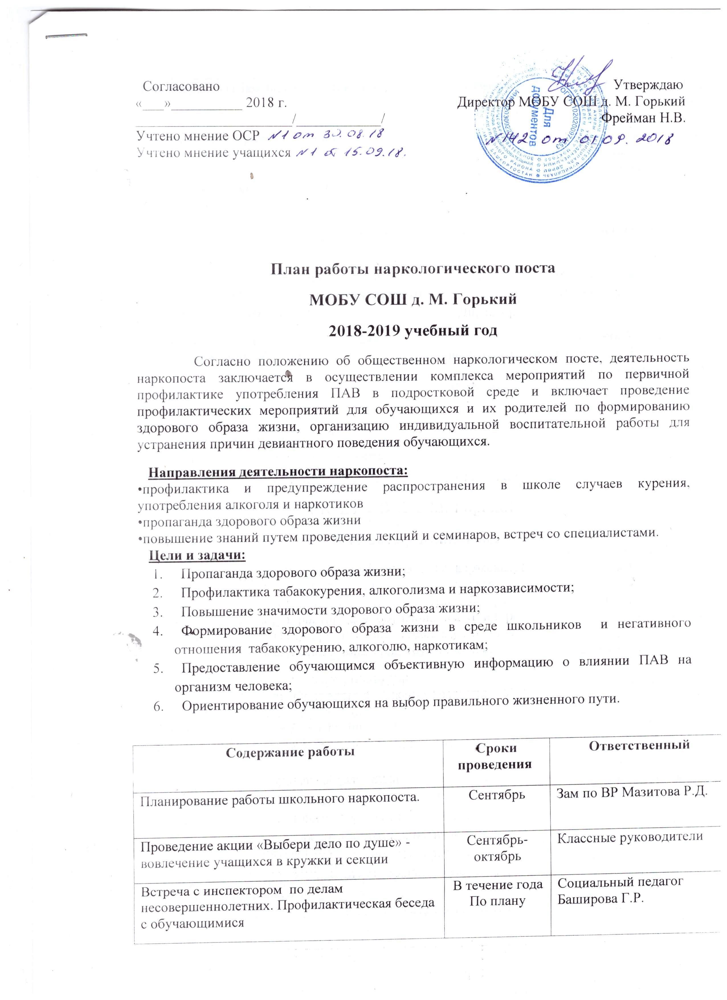 Согласовано
«___»__________ 2018 г.
______________________/____________/
Учтено мнение ОСР №1 от 30.08.18
Учтено мнение учащихся №1 от 15.09.18.
Утверждаю
Директор МОБУ СОШ д. М. Горький
Фрейман Н.В.
№142 от 01.09.2018
Для
документов
План работы наркологического поста
МОБУ СОШ д. М. Горький
2018-2019 учебный год
Согласно положению об общественном наркологическом посте, деятельность
наркопоста заключается в осуществлении комплекса мероприятий по первичной
профилактике употребления ПАВ в подростковой среде и включает проведение
профилактических мероприятий для обучающихся и их родителей по формированию
здорового образа жизни, организацию индивидуальной воспитательной работы для
устранения причин девиантного поведения обучающихся.
Направления деятельности наркопоста:
•профилактика и предупреждение распространения в школе случаев курения,
употребления алкоголя и наркотиков
•пропаганда здорового образа жизни
•повышение знаний путем проведения лекций и семинаров, встреч со специалистами.
Цели и задачи:
1. Пропаганда здорового образа жизни;
2. Профилактика табакокурения, алкоголизма и наркозависимости;
3. Повышение значимости здорового образа жизни;
4. Формирование здорового образа жизни в среде школьников и негативного
отношения табакокурению, алкоголю, наркотикам;
5. Предоставление обучающимся объективную информацию о влиянии ПАВ на
организм человека;
6. Ориентирование обучающихся на выбор правильного жизненного пути.
Содержание работы
Сроки
проведения
Ответственный
Планирование работы школьного наркопоста.
Сентябрь
Зам по ВР Мазитова Р.Д.
Проведение акции «Выбери дело по душе» -
вовлечение учащихся в кружки и секции
Сентябрь-
октябрь
Классные руководители
Встреча с инспектором по делам
несовершеннолетних. Профилактическая беседа
с обучающимися
В течение года
По плану
Социальный педагог
Баширова Г.Р.